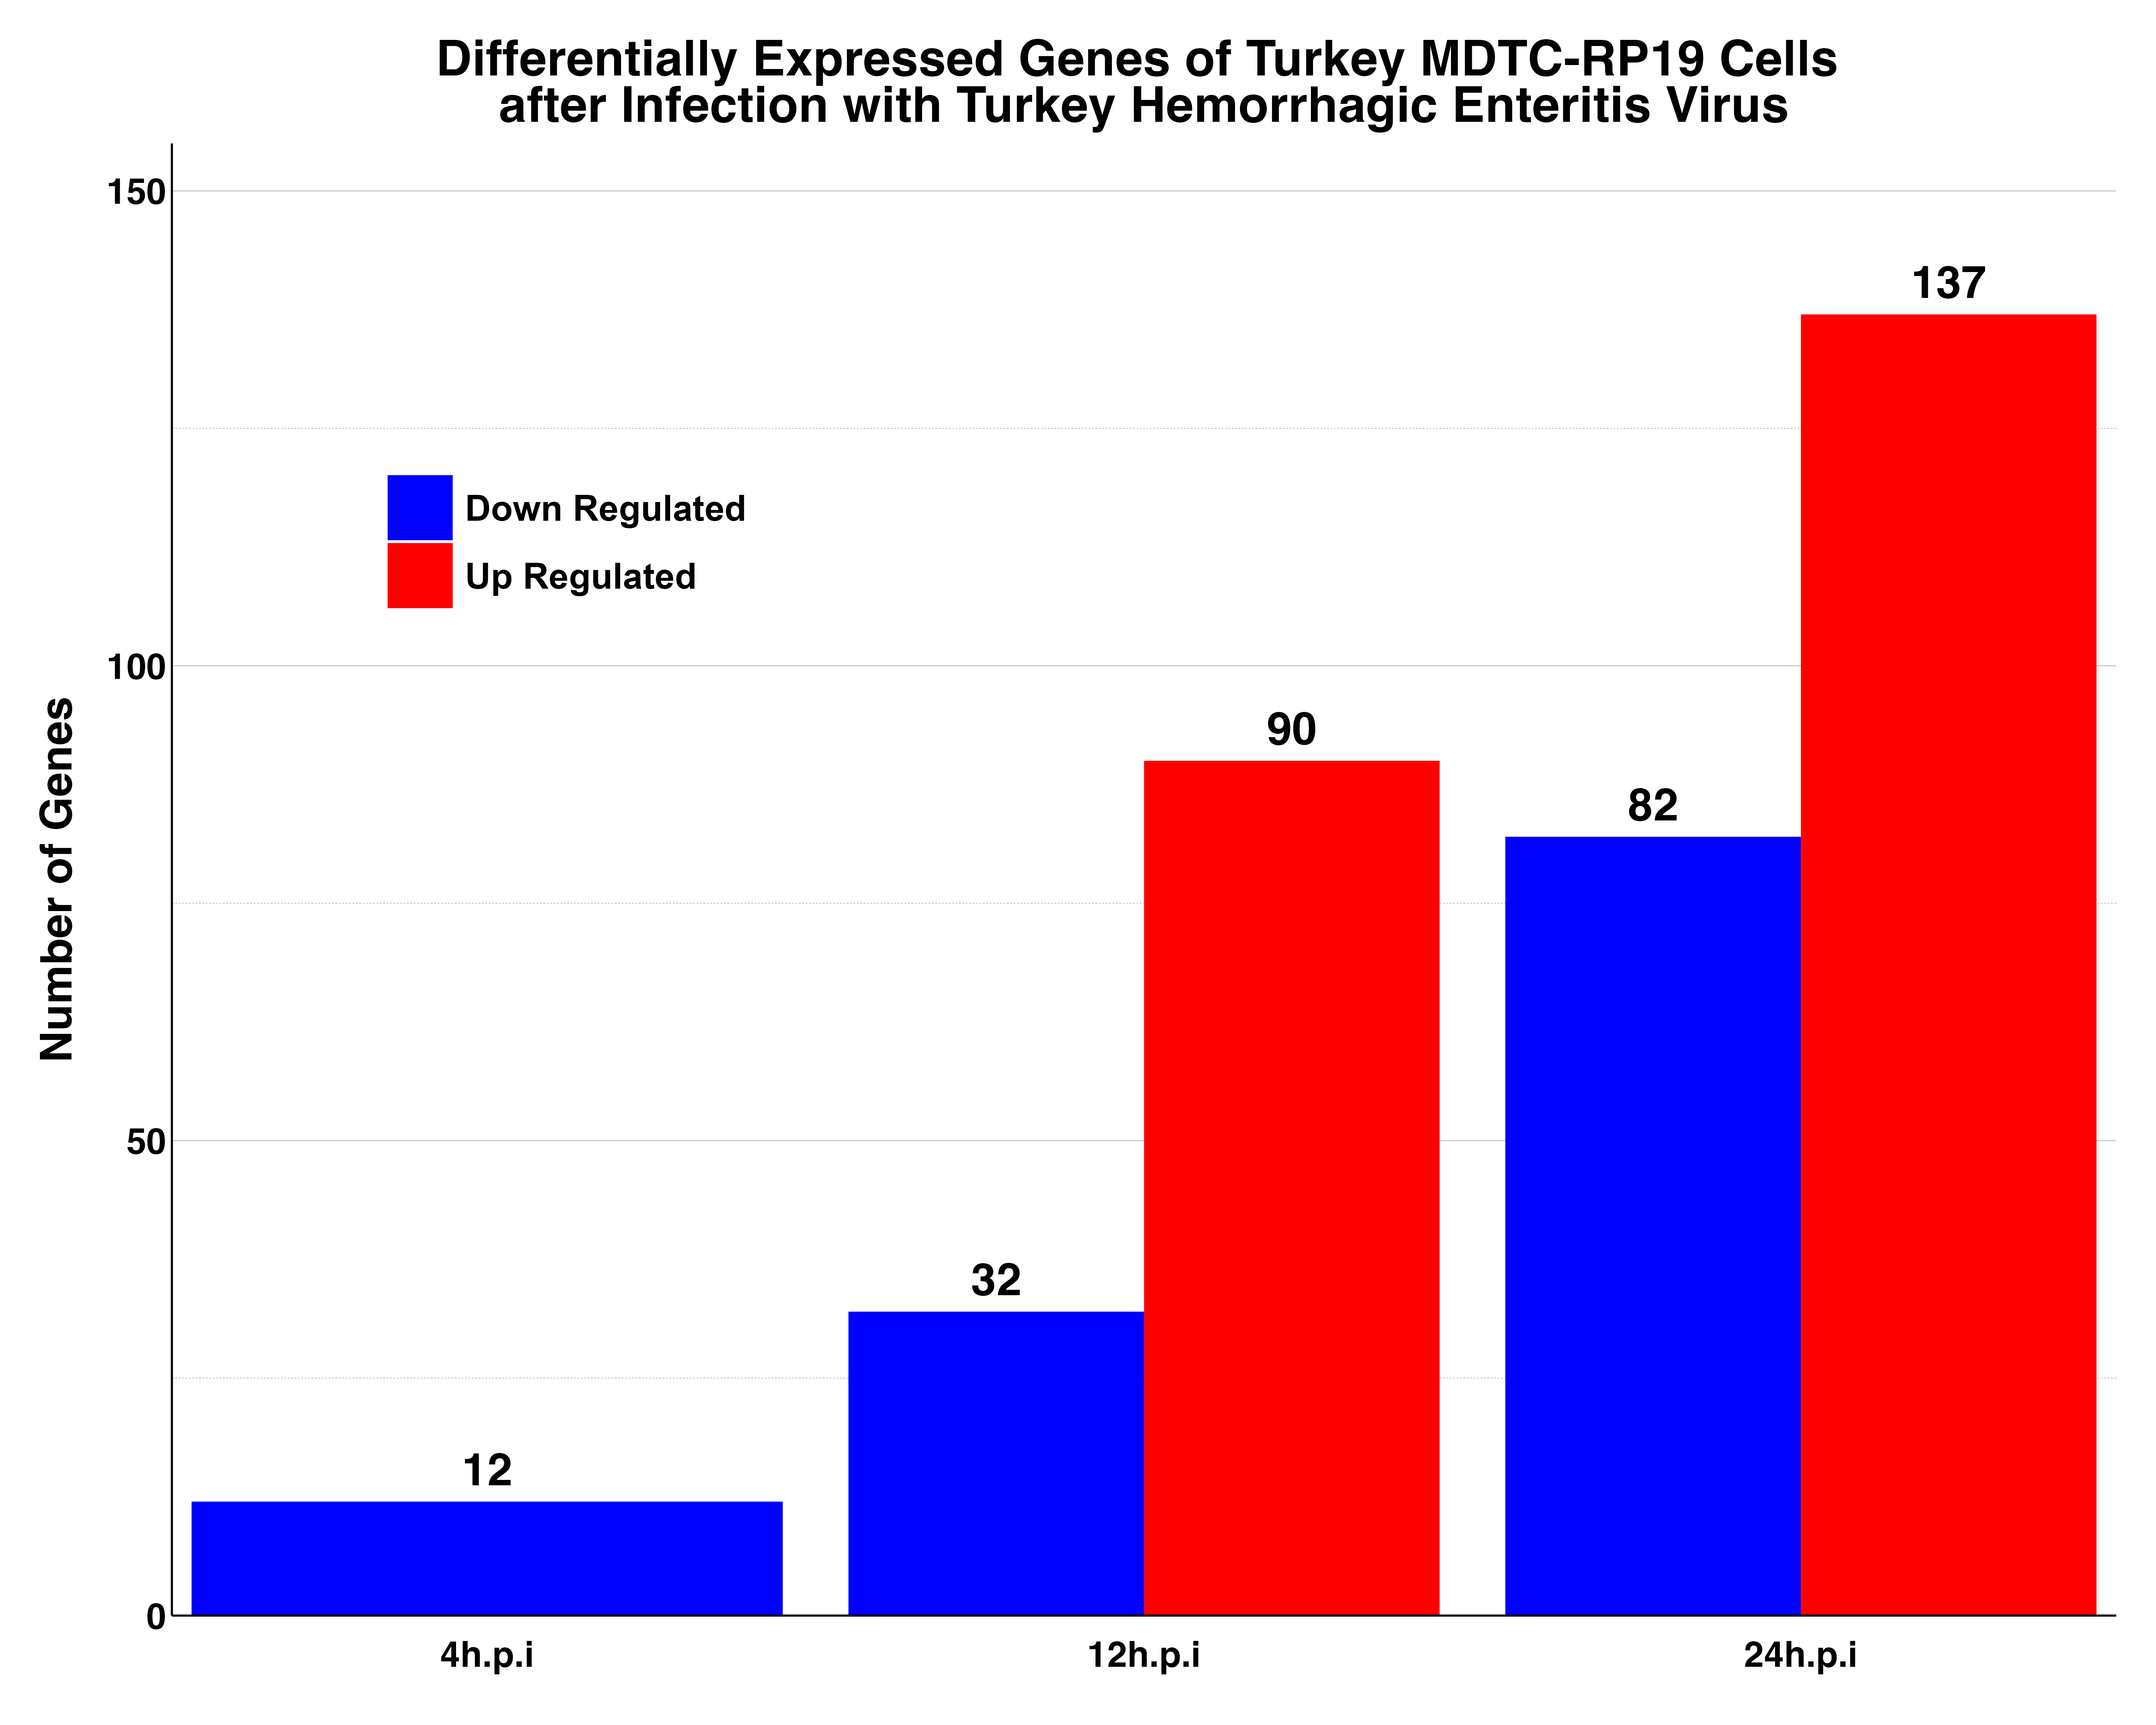 Differentially Expressed Genes of Turkey MDTC-RP19 Cells
after Infection with Turkey Hemorrhagic Enteritis Virus
150
137
Down Regulated
Up Regulated
100
90
82
Number of Genes
50
32
12
0
4h.p.i
12h.p.i
24h.p.i